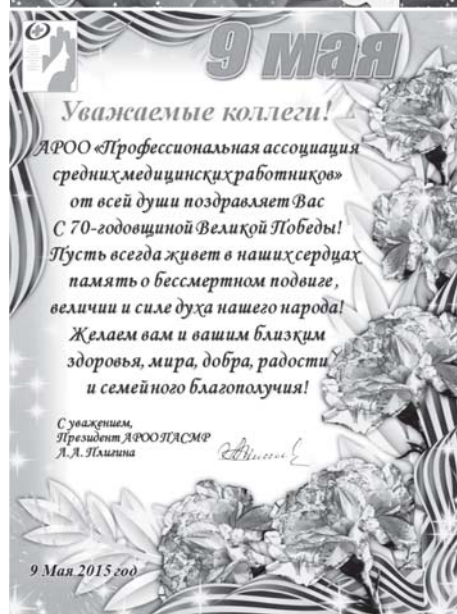 9 мая
Уважаемые коллеги!
АРОО «Профессиональная ассоциация
средних медицинских работников»
от всей души поздравляет Вас
С 70-годовщиной Великой Победы!
Пусть всегда живет в наших сердцах
память о бессмертном подвиге,
величии и силе духа нашего народа!
Желаем вам и вашим близким
здоровья, мира, добра, радости
и семейного благополучия!
С уважением,
Президент АРОО ПАСМР
Л.А. Плигина
9 Мая 2015 год